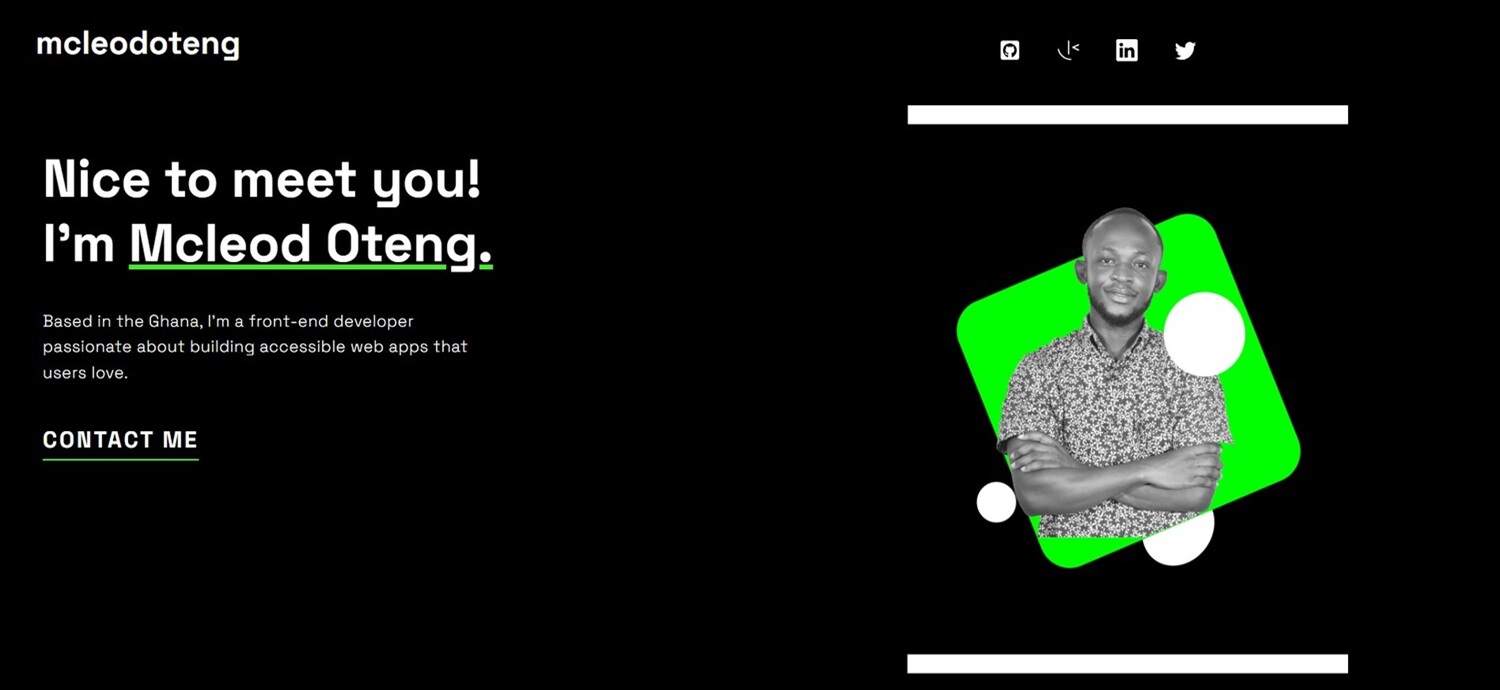 mcleodoteng
in
Nice to meet you!
I'm Mcleod Oteng.
Based in the Ghana, I'm a front-end developer
passionate about building accessible web apps that
users love.
CONTACT ME